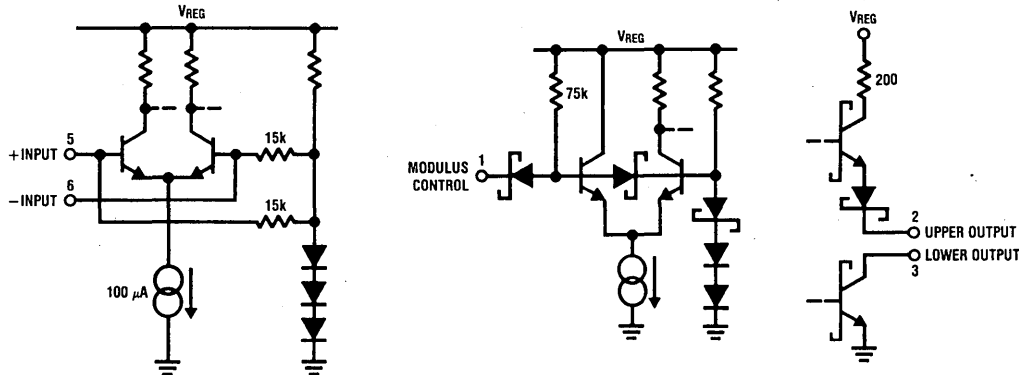 VREG
5
+INPUT
15k
6
−INPUT
15k
100 μA
VREG
75k
1
MODULUS
CONTROL
VREG
200
2
UPPER OUTPUT
LOWER OUTPUT
3